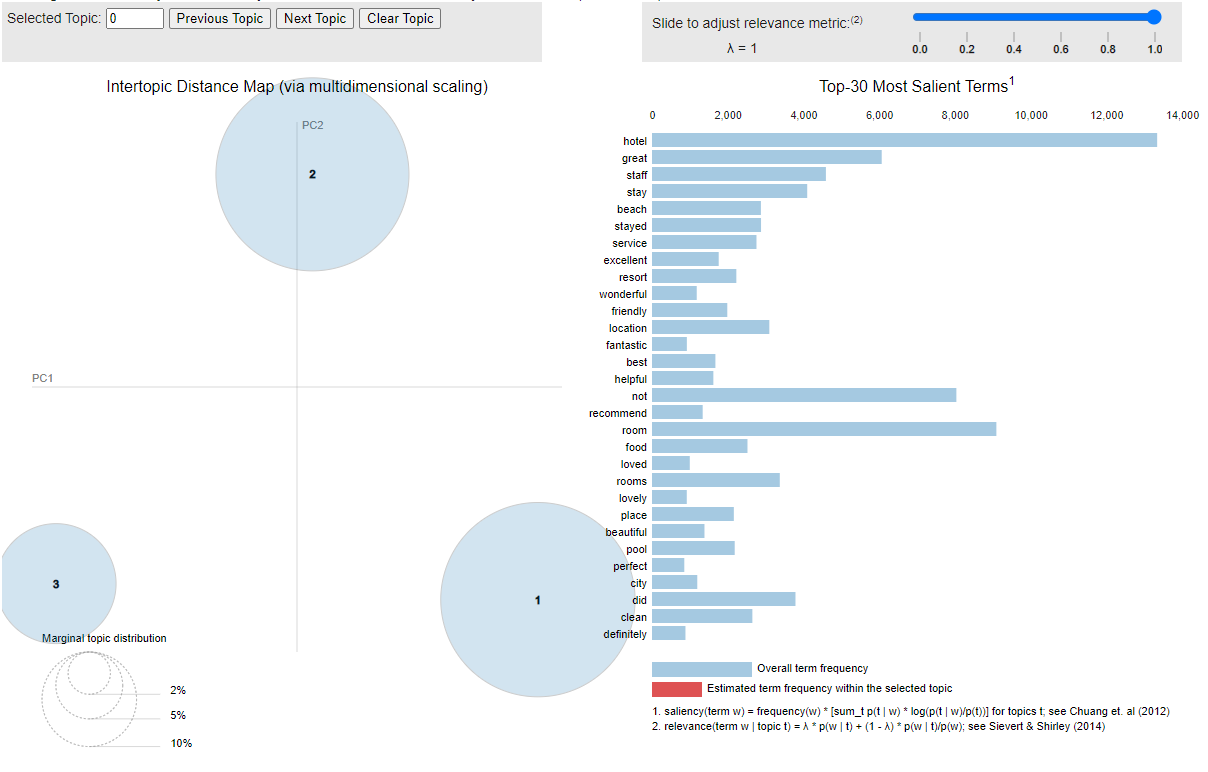 Selected Topic: 0 Previous Topic Next Topic Clear Topic
Slide to adjust relevance metric:(2)
λ = 1
0.0 0.2 0.4 0.6 0.8 1.0
Intertopic Distance Map (via multidimensional scaling)
PC2
2
PC1
3
1
Marginal topic distribution
2%
5%
10%
Top-30 Most Salient Terms1
0 2,000 4,000 6,000 8,000 10,000 12,000 14,000
hotel
great
staff
stay
beach
stayed
service
excellent
resort
wonderful
friendly
location
fantastic
best
helpful
not
recommend
room
food
loved
rooms
lovely
place
beautiful
pool
perfect
city
did
clean
definitely
Overall term frequency
Estimated term frequency within the selected topic
1. saliency(term w) = frequency(w) * [sum_t p(t | w) * log(p(t | w)/p(t))] for topics t; see Chuang et. al (2012)
2. relevance(term w | topic t) = λ * p(w | t) + (1 - λ) * p(w | t)/p(w); see Sievert & Shirley (2014)